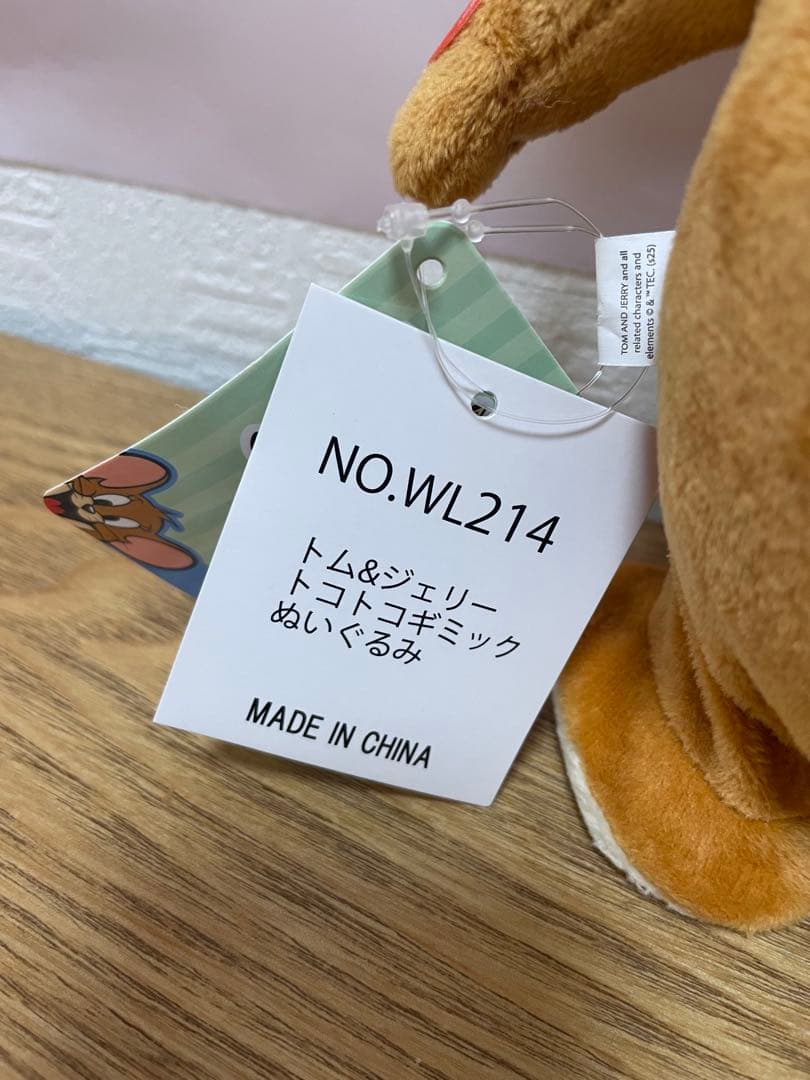 TOM AND JERRY and all
related characters and
elements © & ™ TEC. (s25)
NO.WL214
トム&ジェリー
トコトコギミック
ぬいぐるみ
MADE IN CHINA